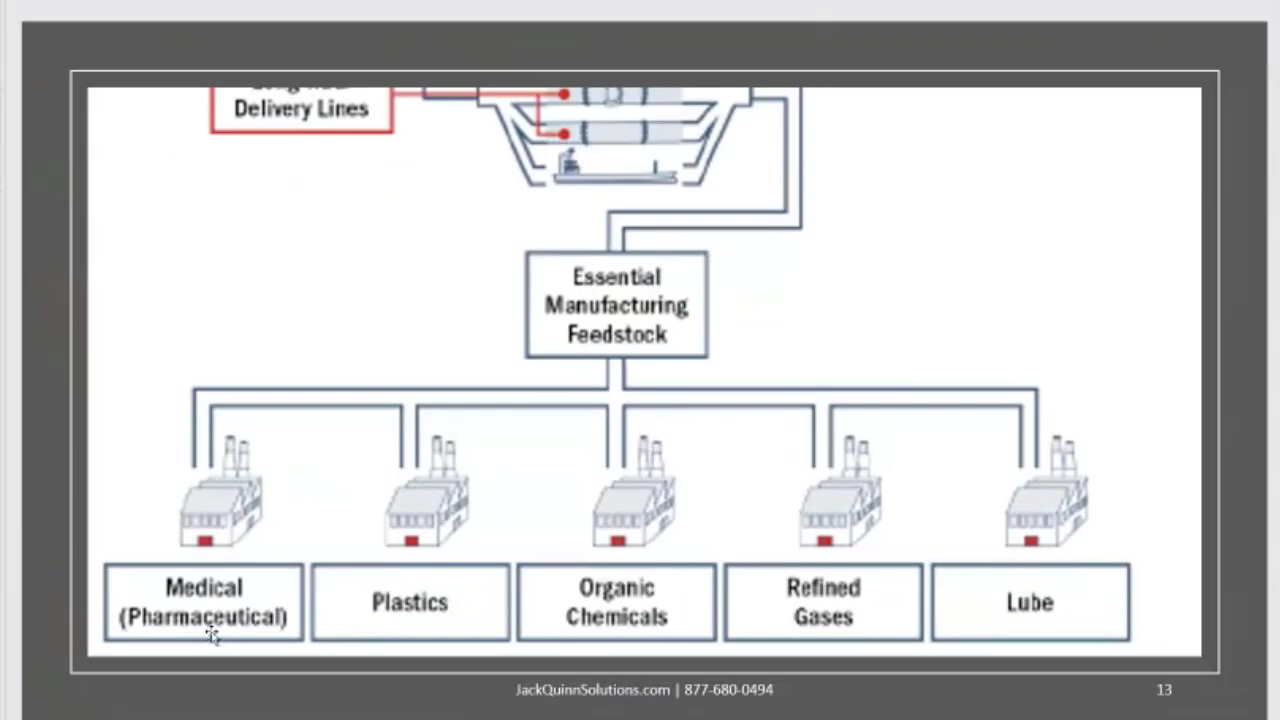 Delivery Lines
Essential
Manufacturing
Feedstock
Medical
(Pharmaceutical)
Plastics
Organic
Chemicals
Refined
Gases
Lube
JackQuinnSolutions.com | 877-680-0494
13